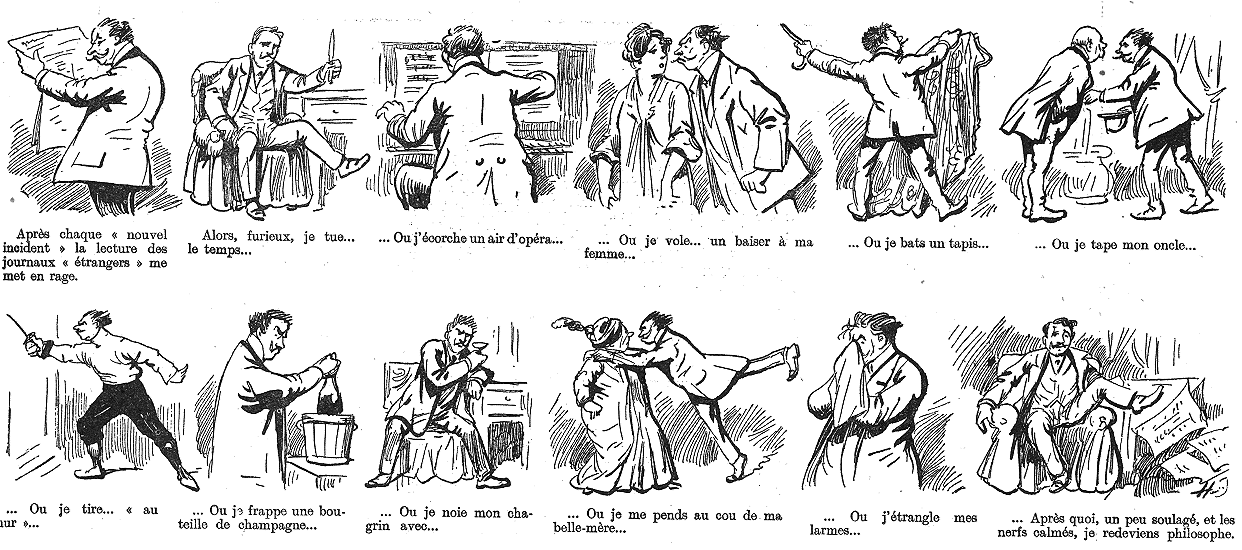 Après chaque « nouvel
incident » la lecture des
journaux « étrangers » me
met en rage.
Alors, furieux, je tue...
le temps...
... Ou j'écorche un air d'opéra...
... Ou je vole... un baiser à ma
femme...
... Ou je bats un tapis...
... Ou je tape mon oncle...
... Ou je tire... « au
nur »...
... Ou je frappe une bou-
teille de champagne...
... Ou je noie mon cha-
grin avec...
... Ou je me pends au cou de ma
belle-mère...
... Ou j'étrangle mes
larmes...
... Après quoi, un peu soulagé, et les
nerfs calmés, je redeviens philosophe.